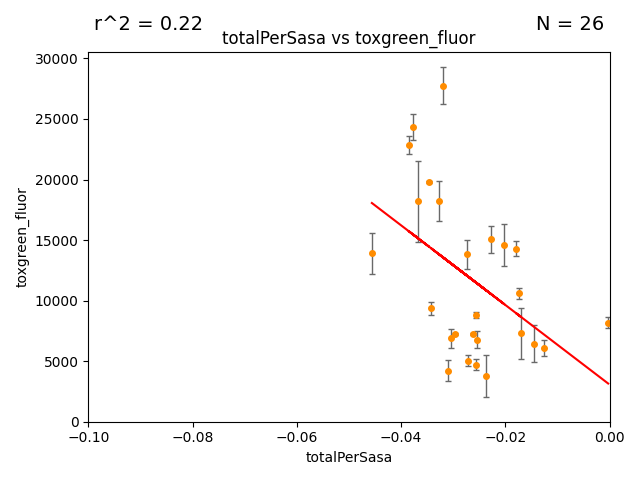 r^2 = 0.22
N = 26
totalPerSasa vs toxgreen_fluor
30000
25000
20000
15000
10000
5000
0
toxgreen_fluor
−0.10
−0.08
−0.06
−0.04
−0.02
0.00
totalPerSasa